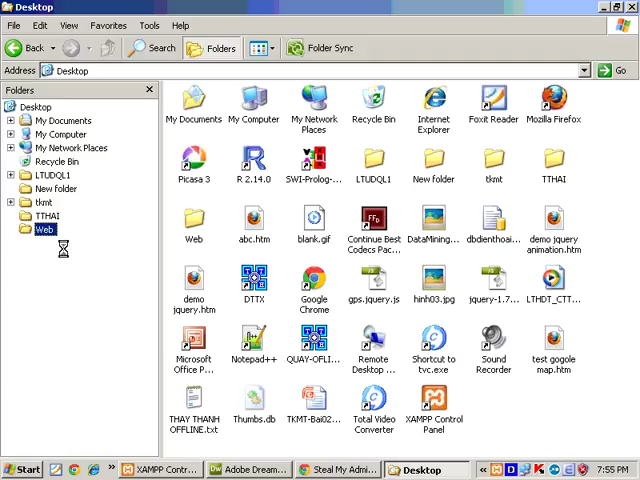 Desktop
File Edit View Favorites Tools Help
Back Search Folders Folder Sync
Address Desktop Go
Folders
Desktop
My Documents
My Computer
My Network Places
Recycle Bin
LTUDQL1
New folder
tkmt
TTHAI
Web
My Documents
My Computer
My Network
Places
Recycle Bin
Internet
Explorer
Foxit Reader
Mozilla Firefox
Picasa 3
R 2.14.0
SWI-Prolog-...
LTUDQL1
New folder
tkmt
TTHAI
Web
abc.htm
blank.gif
Continue Best
Codecs Pac...
DataMining...
dbdienthoai...
demo jquery
animation.htm
demo
jquery.htm
DTTX
Google
Chrome
gps.jquery.js
hinh03.jpg
jquery-1.7...
LTHDT_CTT...
Microsoft
Office P...
Notepad++
QUAY-OFLI...
Remote
Desktop ...
Shortcut to
tvc.exe
Sound
Recorder
test gogole
map.htm
THAY THANH
OFFLINE.txt
Thumbs.db
TKMT-Bai02...
Total Video
Converter
XAMPP Control
Panel
Start XAMPP Contr... Adobe Dream... Steal My Admi... Desktop 7:55 PM